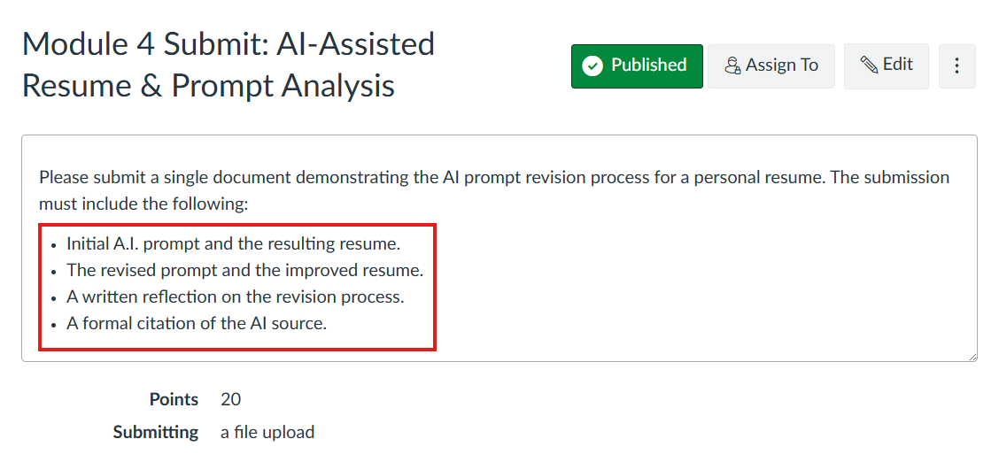 Module 4 Submit: AI-Assisted
Resume & Prompt Analysis
Published
Assign To
Edit
Please submit a single document demonstrating the AI prompt revision process for a personal resume. The submission
must include the following:
• Initial A.I. prompt and the resulting resume.
• The revised prompt and the improved resume.
• A written reflection on the revision process.
• A formal citation of the AI source.
Points 20
Submitting a file upload